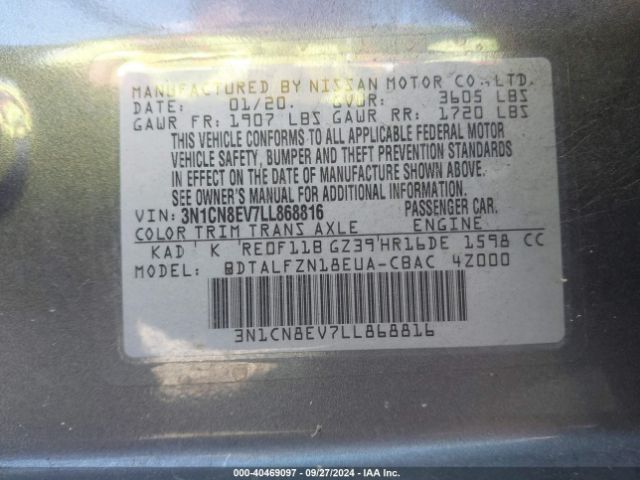 MANUFACTURED BY NISSAN MOTOR CO., LTD.
DATE: 01/20. GVWR: 3605 LBS
GAWR FR: 1907 LBS GAWR RR: 1720 LBS
THIS VEHICLE CONFORMS TO ALL APPLICABLE FEDERAL MOTOR
VEHICLE SAFETY, BUMPER AND THEFT PREVENTION STANDARDS
IN EFFECT ON THE DATE OF MANUFACTURE SHOWN ABOVE.
SEE OWNER'S MANUAL FOR ADDITIONAL INFORMATION.
VIN: 3N1CN8EV7LL868816 PASSENGER CAR.
COLOR TRIM TRANS AXLE ENGINE
KAD K RE0F11B GZ39 HR16DE 1598 CC
MODEL: BDTALFZN18EUA-CBAC 4Z000
3N1CN8EV7LL868816
000-40469097 - 09/27/2024 - IAA, Inc.